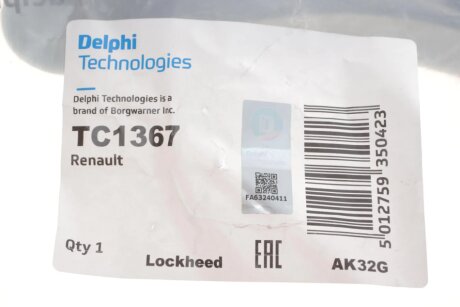 Delphi
Technologies
Delphi Technologies is a
brand of Borgwarner Inc.
TC1367
Renault
FA63240411
5 012759 350423
Qty 1
Lockheed
EAC
AK32G